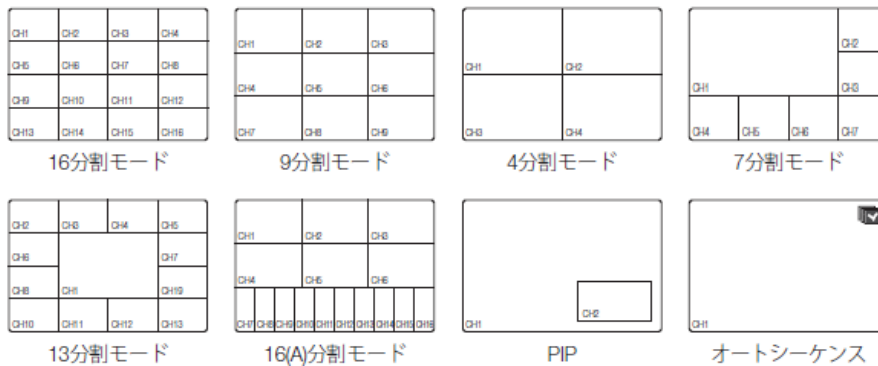 CH1 CH2 CH3 CH4
CH5 CH6 CH7 CH8
CH9 CH10 CH11 CH12
CH13 CH14 CH15 CH16
16分割モード
CH1 CH2 CH3
CH4 CH5 CH6
CH7 CH8 CH9
9分割モード
CH1 CH2
CH3 CH4
4分割モード
CH2
CH1 CH3
CH4 CH5 CH6 CH7
7分割モード
CH2 CH3 CH4 CH5
CH6 CH7
CH8 CH1 CH19
CH10 CH11 CH12 CH13
13分割モード
CH1 CH2 CH3
CH4 CH5 CH6
CH7 CH8 CH9 CH10 CH11 CH12 CH13 CH14 CH15 CH16
16(A)分割モード
CH2
CH1
PIP
CH1
オートシーケンス